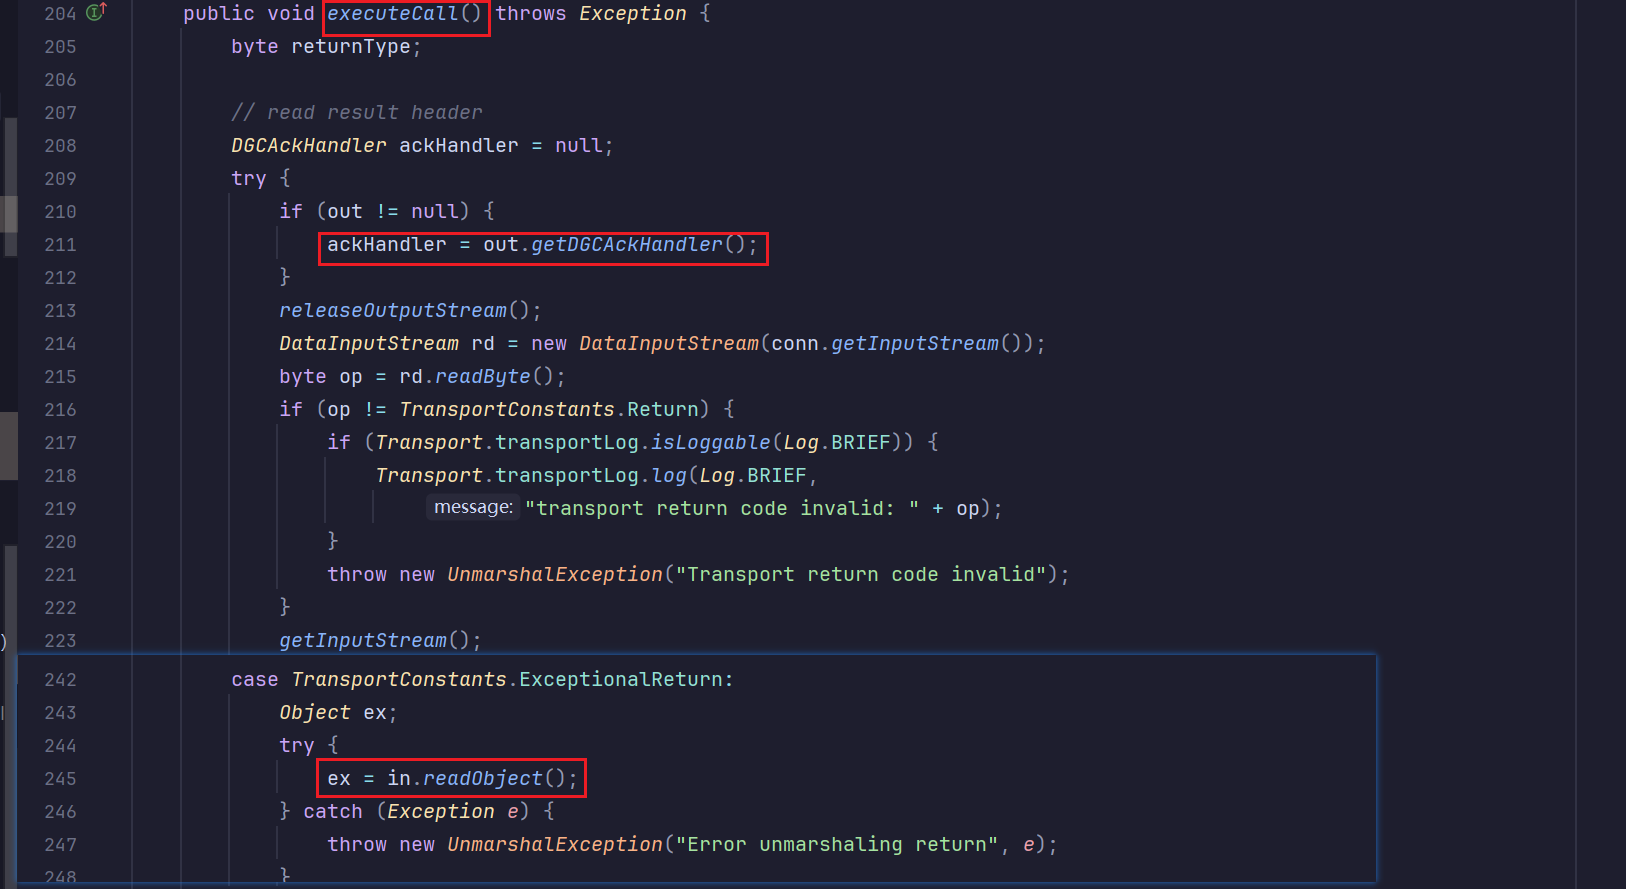 204 public void executeCall() throws Exception {
205 byte returnType;
206
207 // read result header
208 DGCAckHandler ackHandler = null;
209 try {
210 if (out != null) {
211 ackHandler = out.getDGCAckHandler();
212 }
213 releaseOutputStream();
214 DataInputStream rd = new DataInputStream(conn.getInputStream());
215 byte op = rd.readByte();
216 if (op != TransportConstants.Return) {
217 if (Transport.transportLog.isLoggable(Log.BRIEF)) {
218 Transport.transportLog.log(Log.BRIEF,
219 message: "transport return code invalid: " + op);
220 }
221 throw new UnmarshalException("Transport return code invalid");
222 }
223 getInputStream();
242 case TransportConstants.ExceptionalReturn:
243 Object ex;
244 try {
245 ex = in.readObject();
246 } catch (Exception e) {
247 throw new UnmarshalException("Error unmarshaling return", e);
248 }